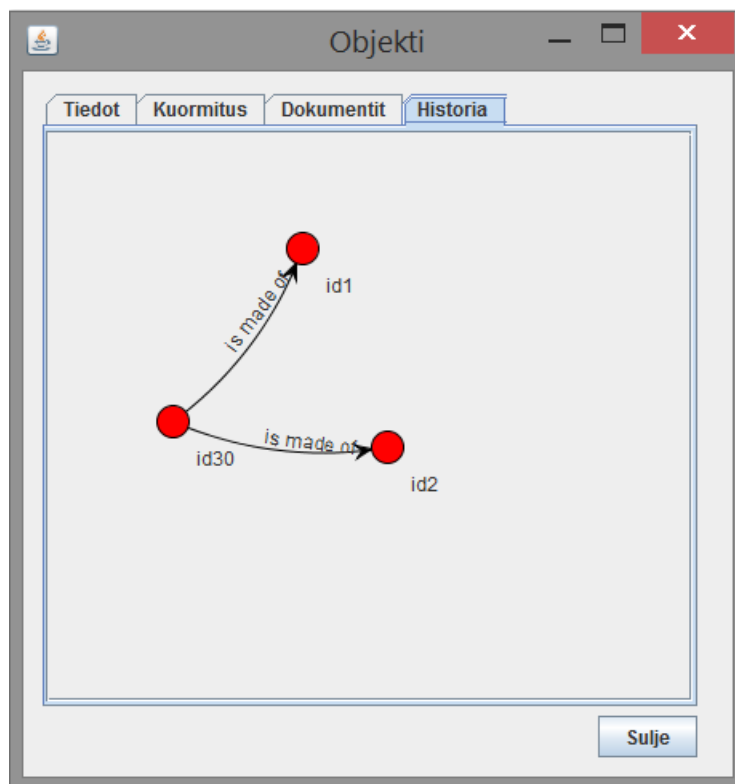 Objekti
Tiedot Kuormitus Dokumentit Historia
id1
is made of
is made of
id30
id2
Sulje